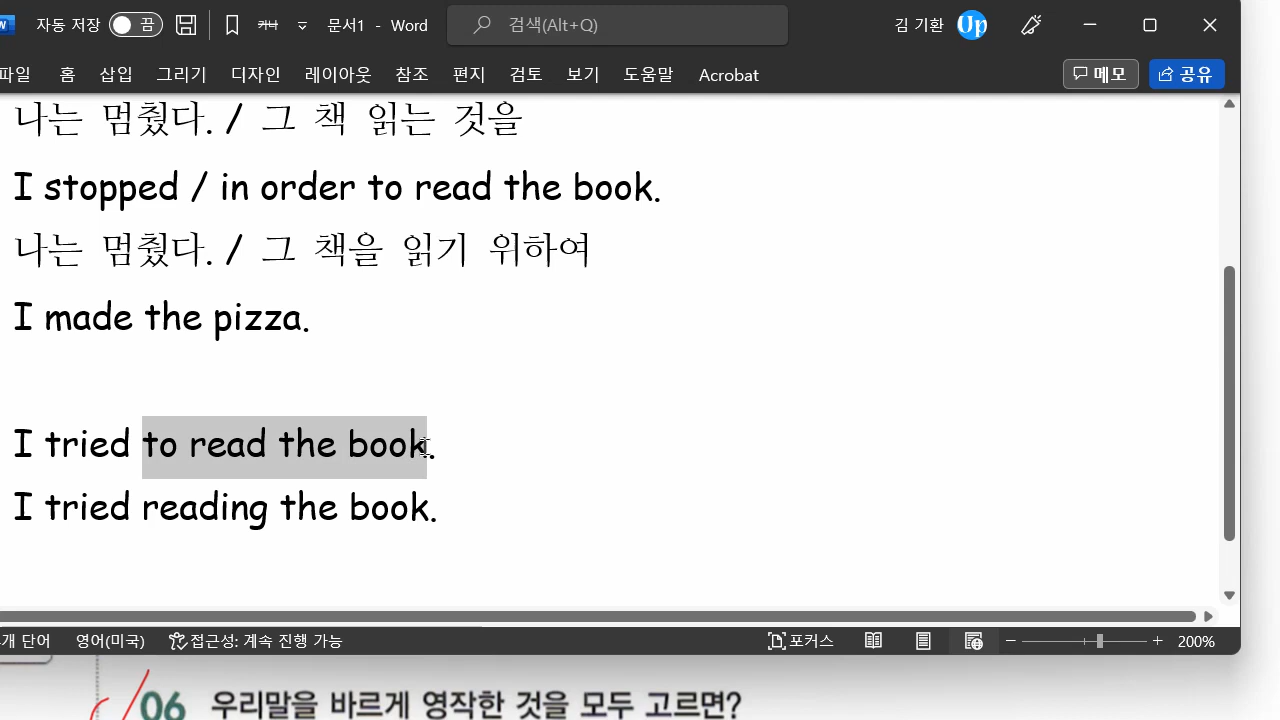 자동 저장 끔 가나 문서1 - Word 검색(Alt+Q) 김 기환 Up
파일 홈 삽입 그리기 디자인 레이아웃 참조 편지 검토 보기 도움말 Acrobat 메모 공유
나는 멈췄다. / 그 책 읽는 것을
I stopped / in order to read the book.
나는 멈췄다. / 그 책을 읽기 위하여
I made the pizza.
I tried to read the book.
I tried reading the book.
개 단어 영어(미국) 접근성: 계속 진행 가능 포커스 200%
06 우리말을 바르게 영작한 것을 모두 고르면?